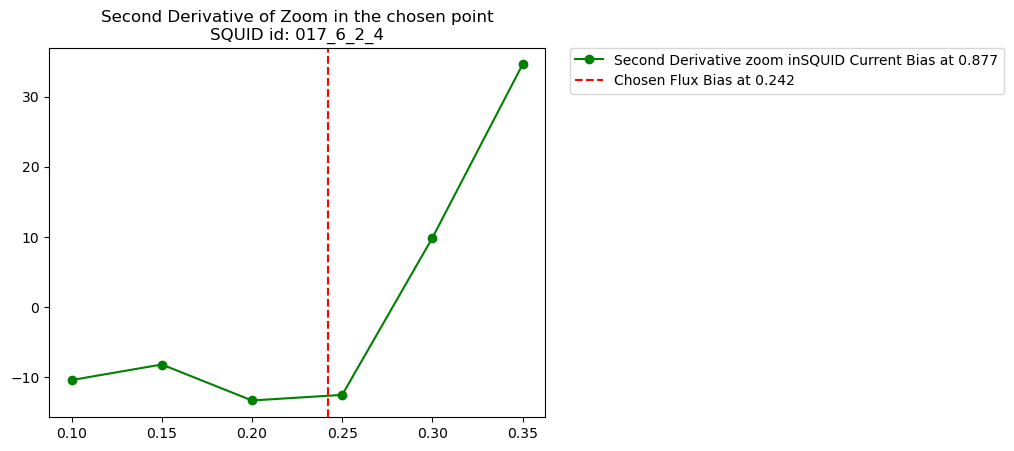 Second Derivative of Zoom in the chosen point
SQUID id: 017_6_2_4
Second Derivative zoom inSQUID Current Bias at 0.877
Chosen Flux Bias at 0.242
30
20
10
0
−10
0.10 0.15 0.20 0.25 0.30 0.35